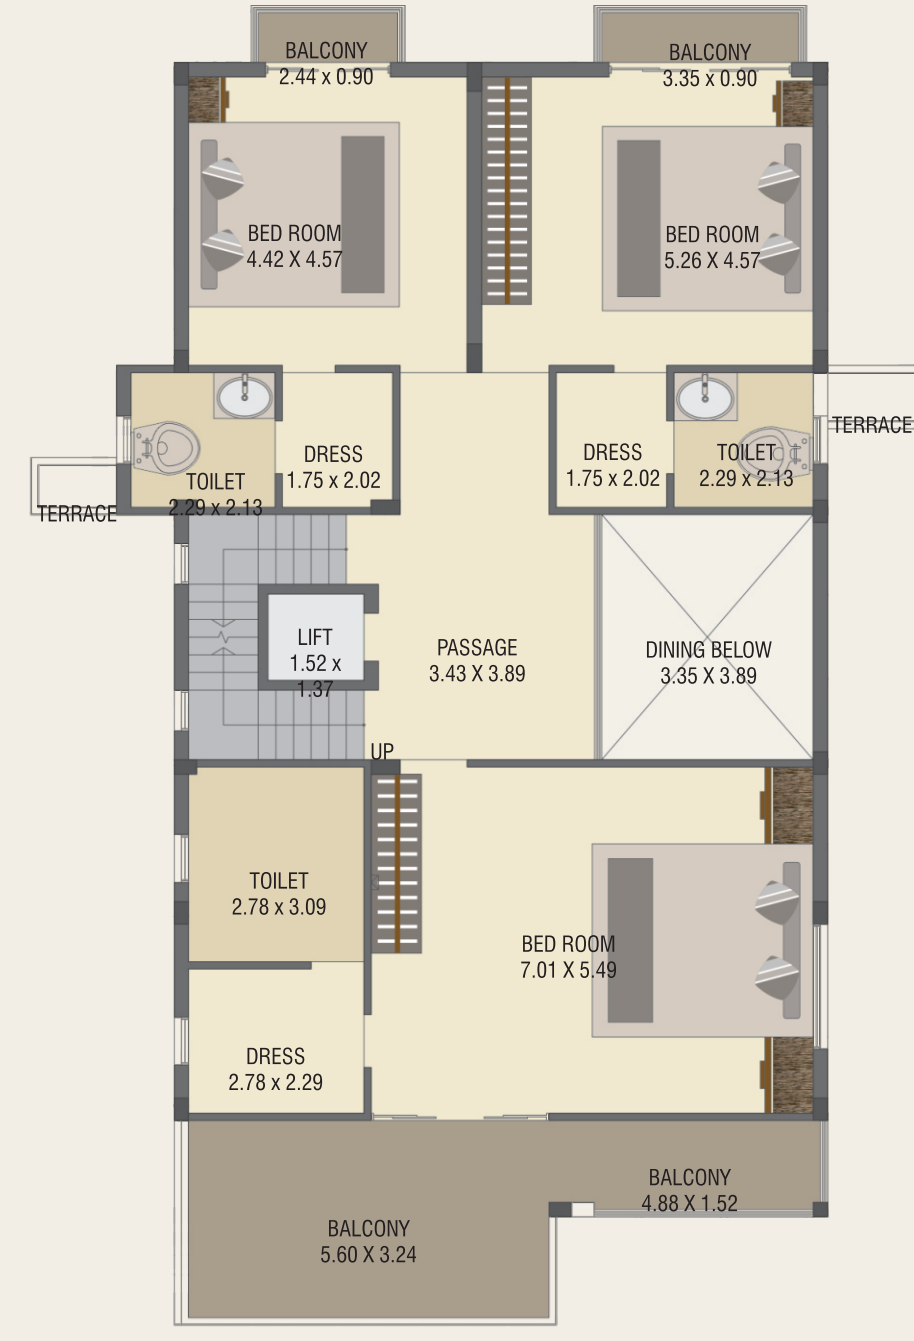 BALCONY
2.44 x 0.90
BALCONY
3.35 x 0.90
BED ROOM
4.42 X 4.57
BED ROOM
5.26 X 4.57
TOILET
2.29 x 2.13
DRESS
1.75 x 2.02
DRESS
1.75 x 2.02
TOILET
2.29 x 2.13
TERRACE
TERRACE
LIFT
1.52 x
1.37
PASSAGE
3.43 X 3.89
DINING BELOW
3.35 X 3.89
UP
TOILET
2.78 x 3.09
BED ROOM
7.01 X 5.49
DRESS
2.78 x 2.29
BALCONY
4.88 X 1.52
BALCONY
5.60 X 3.24